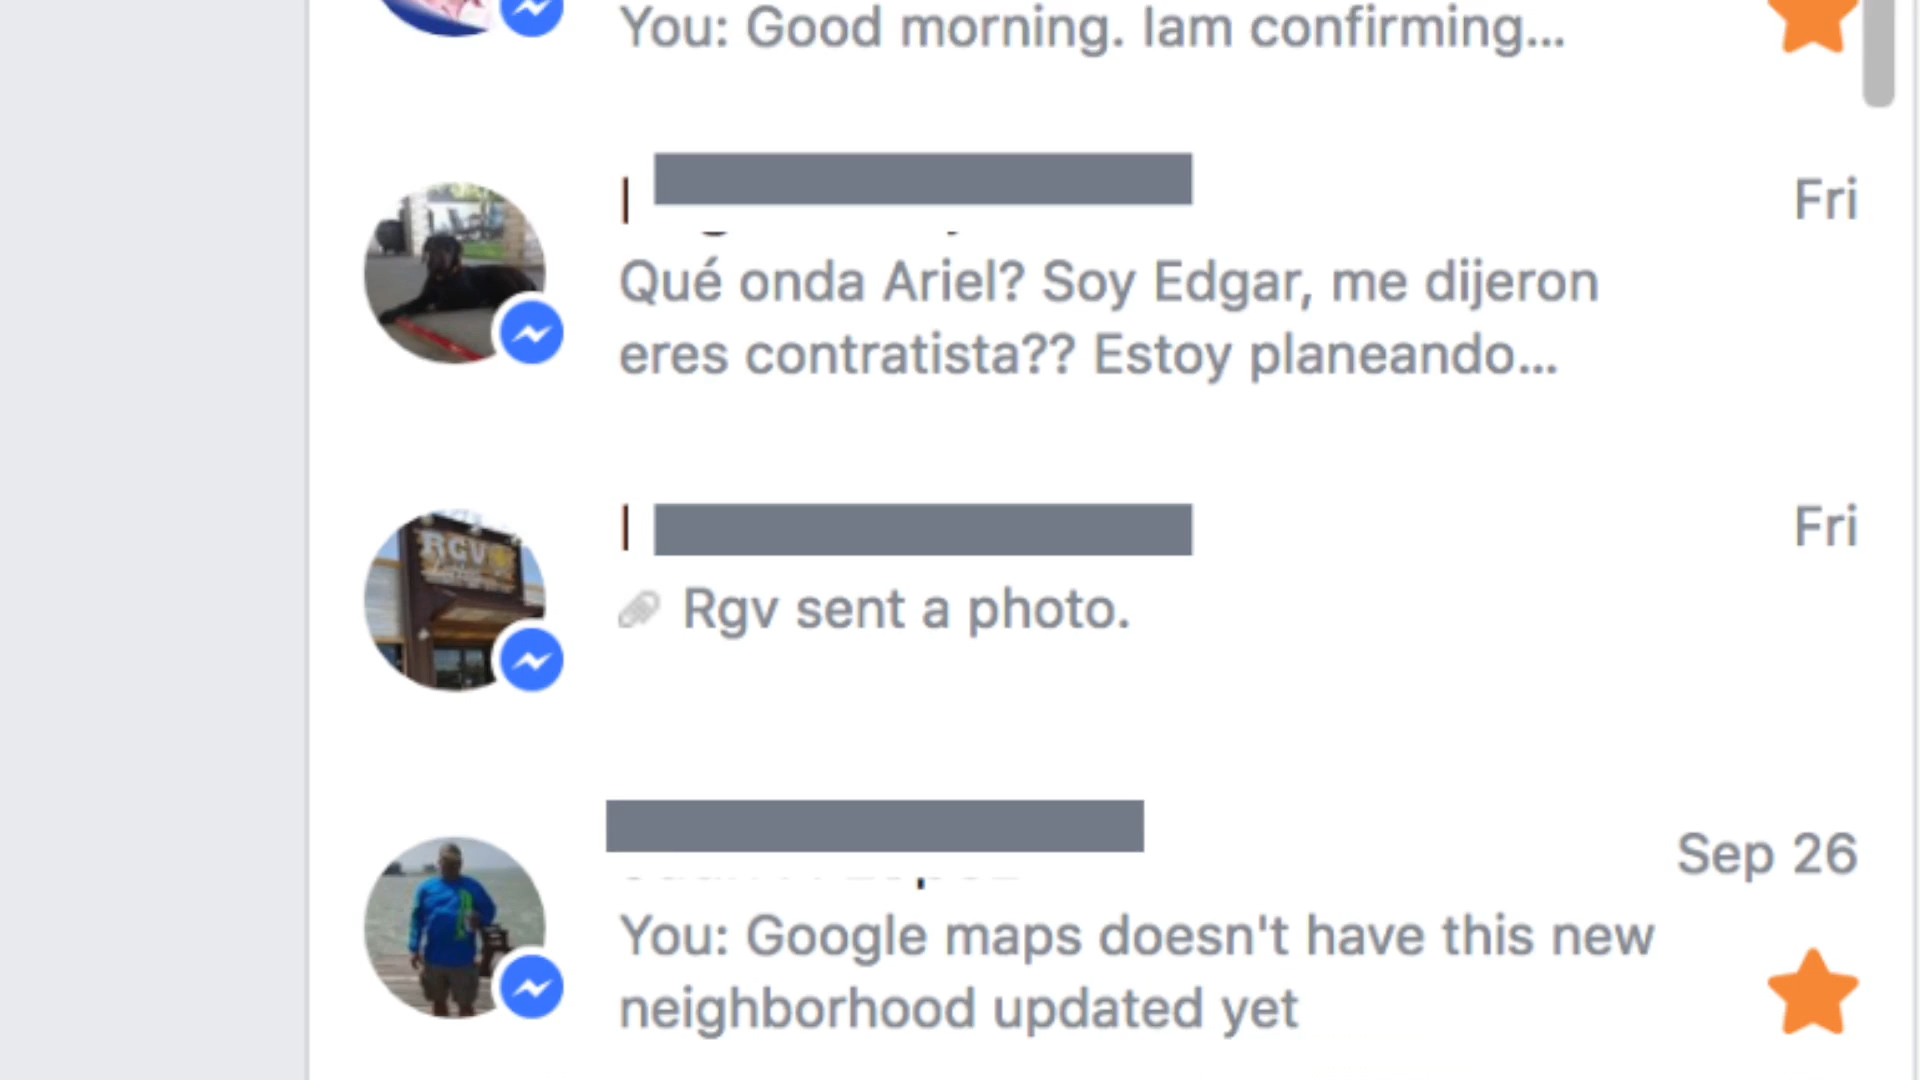 You: Good morning. Iam confirming...
Fri
Qué onda Ariel? Soy Edgar, me dijeron
eres contratista?? Estoy planeando...
Fri
RGV
Rgv sent a photo.
Sep 26
You: Google maps doesn't have this new
neighborhood updated yet